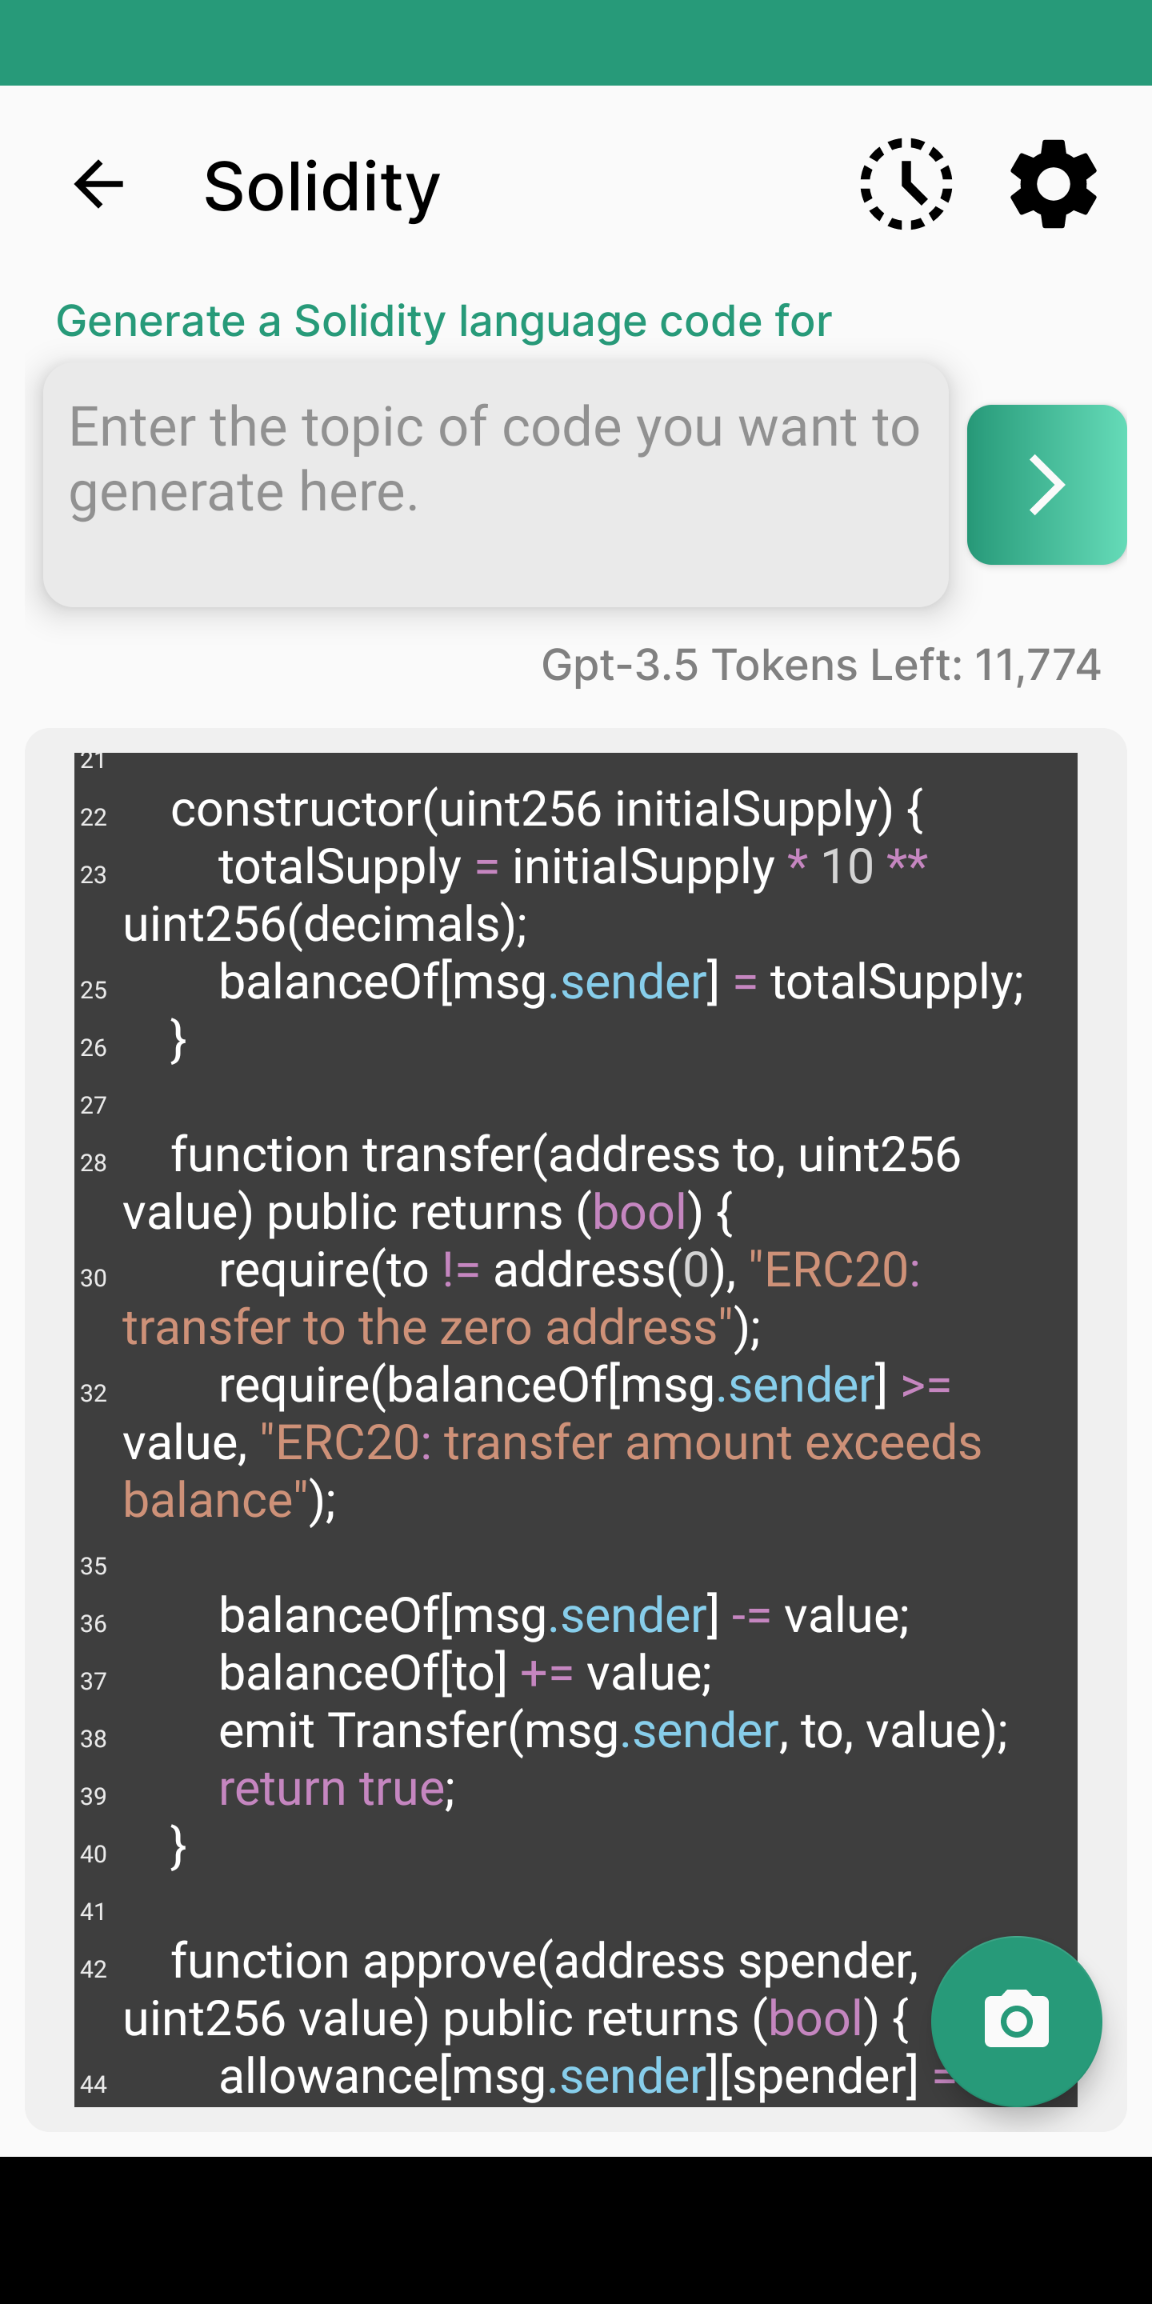 Solidity
Generate a Solidity language code for
Enter the topic of code you want to
generate here.
Gpt-3.5 Tokens Left: 11,774
21
22 constructor(uint256 initialSupply) {
23 totalSupply = initialSupply * 10 **
uint256(decimals);
25 balanceOf[msg.sender] = totalSupply;
26 }
27
28 function transfer(address to, uint256
value) public returns (bool) {
30 require(to != address(0), "ERC20:
transfer to the zero address");
32 require(balanceOf[msg.sender] >=
value, "ERC20: transfer amount exceeds
balance");
35
36 balanceOf[msg.sender] -= value;
37 balanceOf[to] += value;
38 emit Transfer(msg.sender, to, value);
39 return true;
40 }
41
42 function approve(address spender,
uint256 value) public returns (bool) {
44 allowance[msg.sender][spender] =